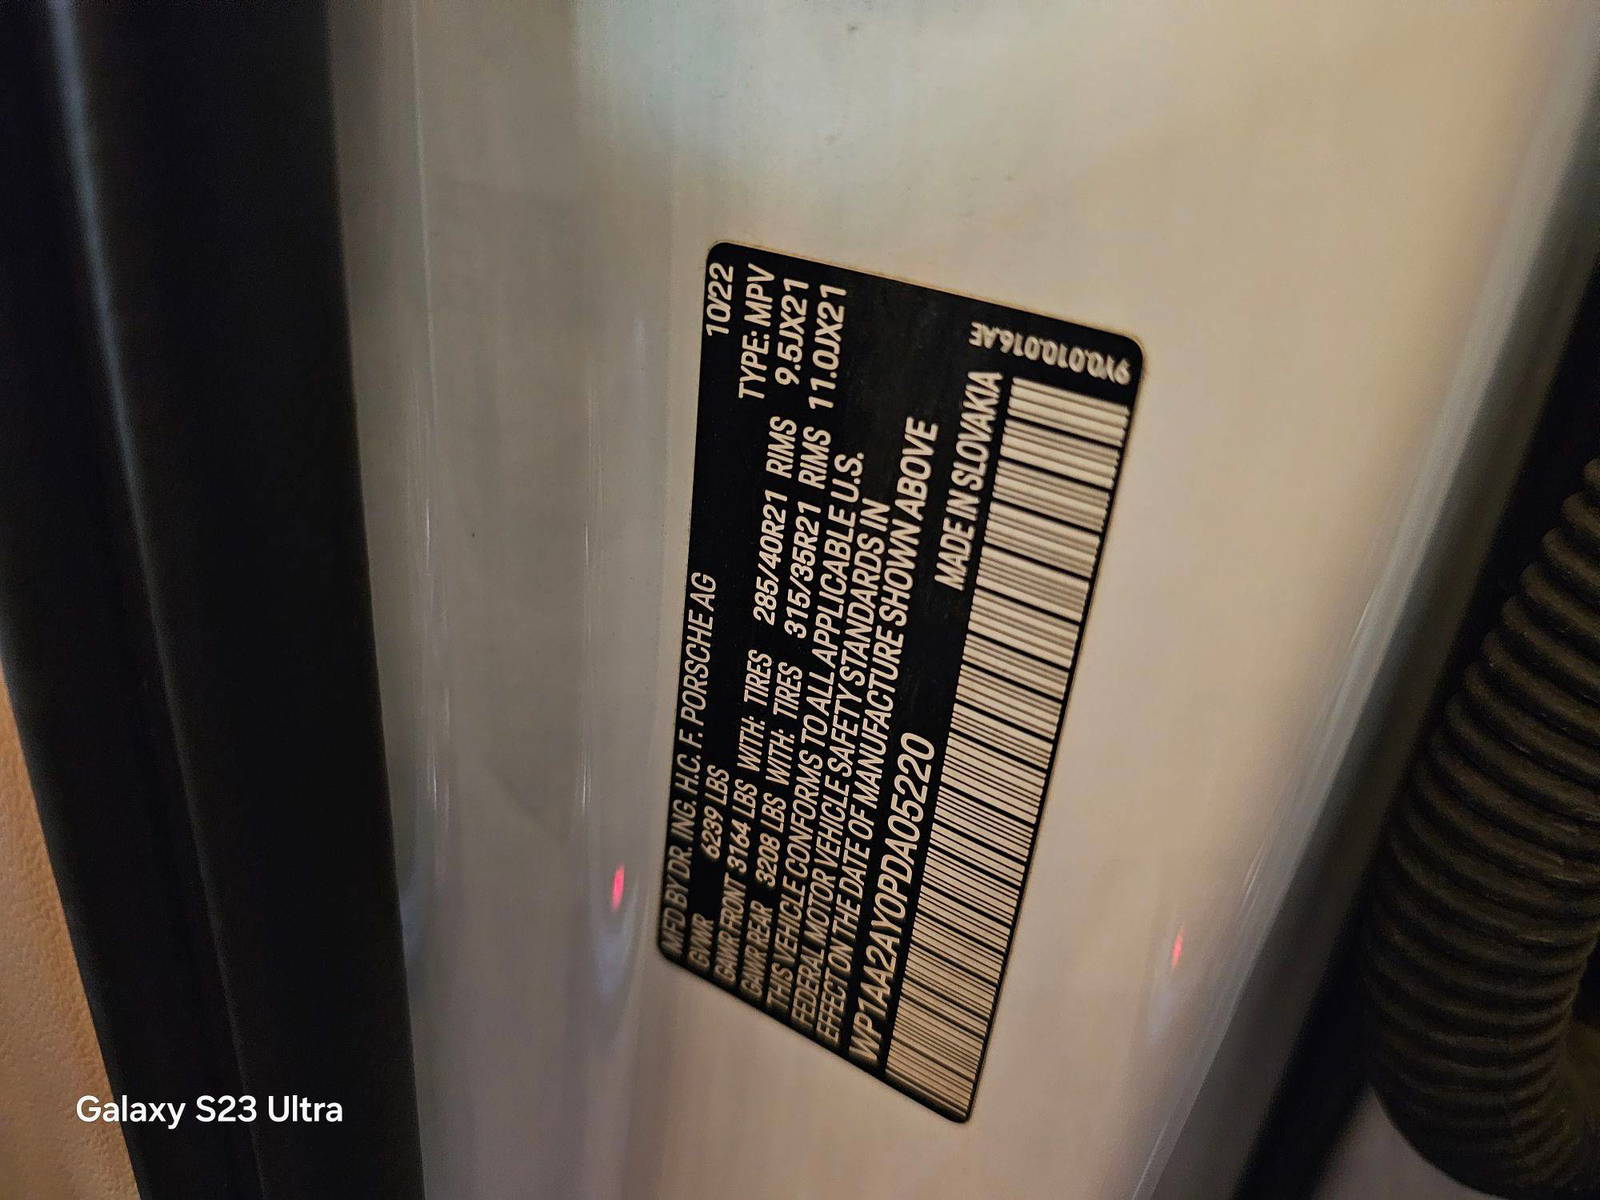 MFD BY DR. ING. H.C. F. PORSCHE AG 10/22
GVWR 6239 LBS TYPE: MPV
GAWR FRONT 3164 LBS WITH: TIRES 285/40R21 RIMS 9.5JX21
GAWR REAR 3208 LBS WITH: TIRES 315/35R21 RIMS 11.0JX21
THIS VEHICLE CONFORMS TO ALL APPLICABLE U.S.
FEDERAL MOTOR VEHICLE SAFETY STANDARDS IN
EFFECT ON THE DATE OF MANUFACTURE SHOWN ABOVE
WP1AA2AY0PDA05220 MADE IN SLOVAKIA
9Y0.010.016.AE
Galaxy S23 Ultra